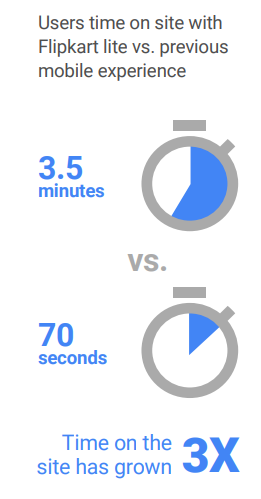 Users time on site with
Flipkart lite vs. previous
mobile experience
3.5
minutes
vs.
70
seconds
Time on the
site has grown
3X